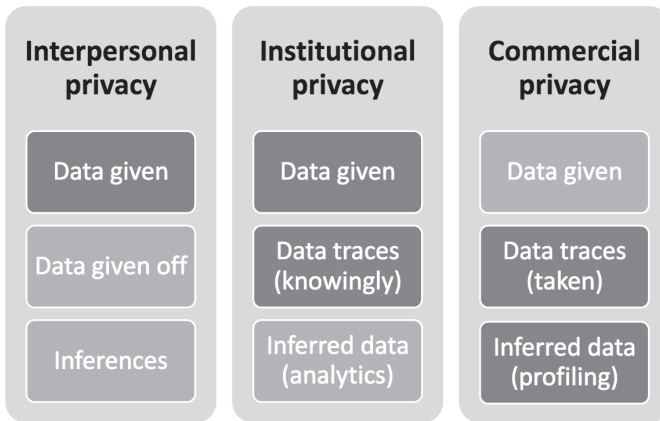 Interpersonal
privacy
Data given
Data given off
Inferences
Institutional
privacy
Data given
Data traces
(knowingly)
Inferred data
(analytics)
Commercial
privacy
Data given
Data traces
(taken)
Inferred data
(profiling)